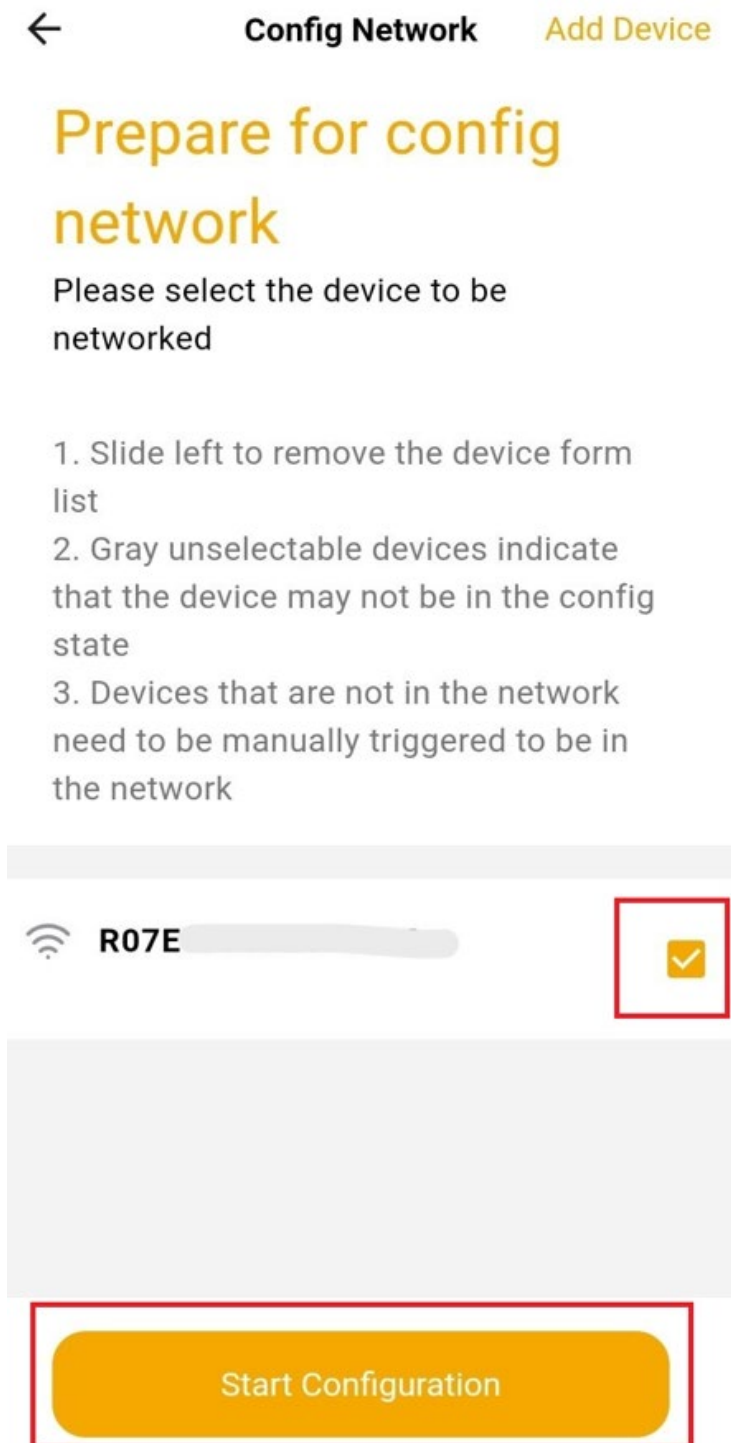 Config Network Add Device
Prepare for config
network
Please select the device to be
networked
1. Slide left to remove the device form
list
2. Gray unselectable devices indicate
that the device may not be in the config
state
3. Devices that are not in the network
need to be manually triggered to be in
the network
R07E
Start Configuration